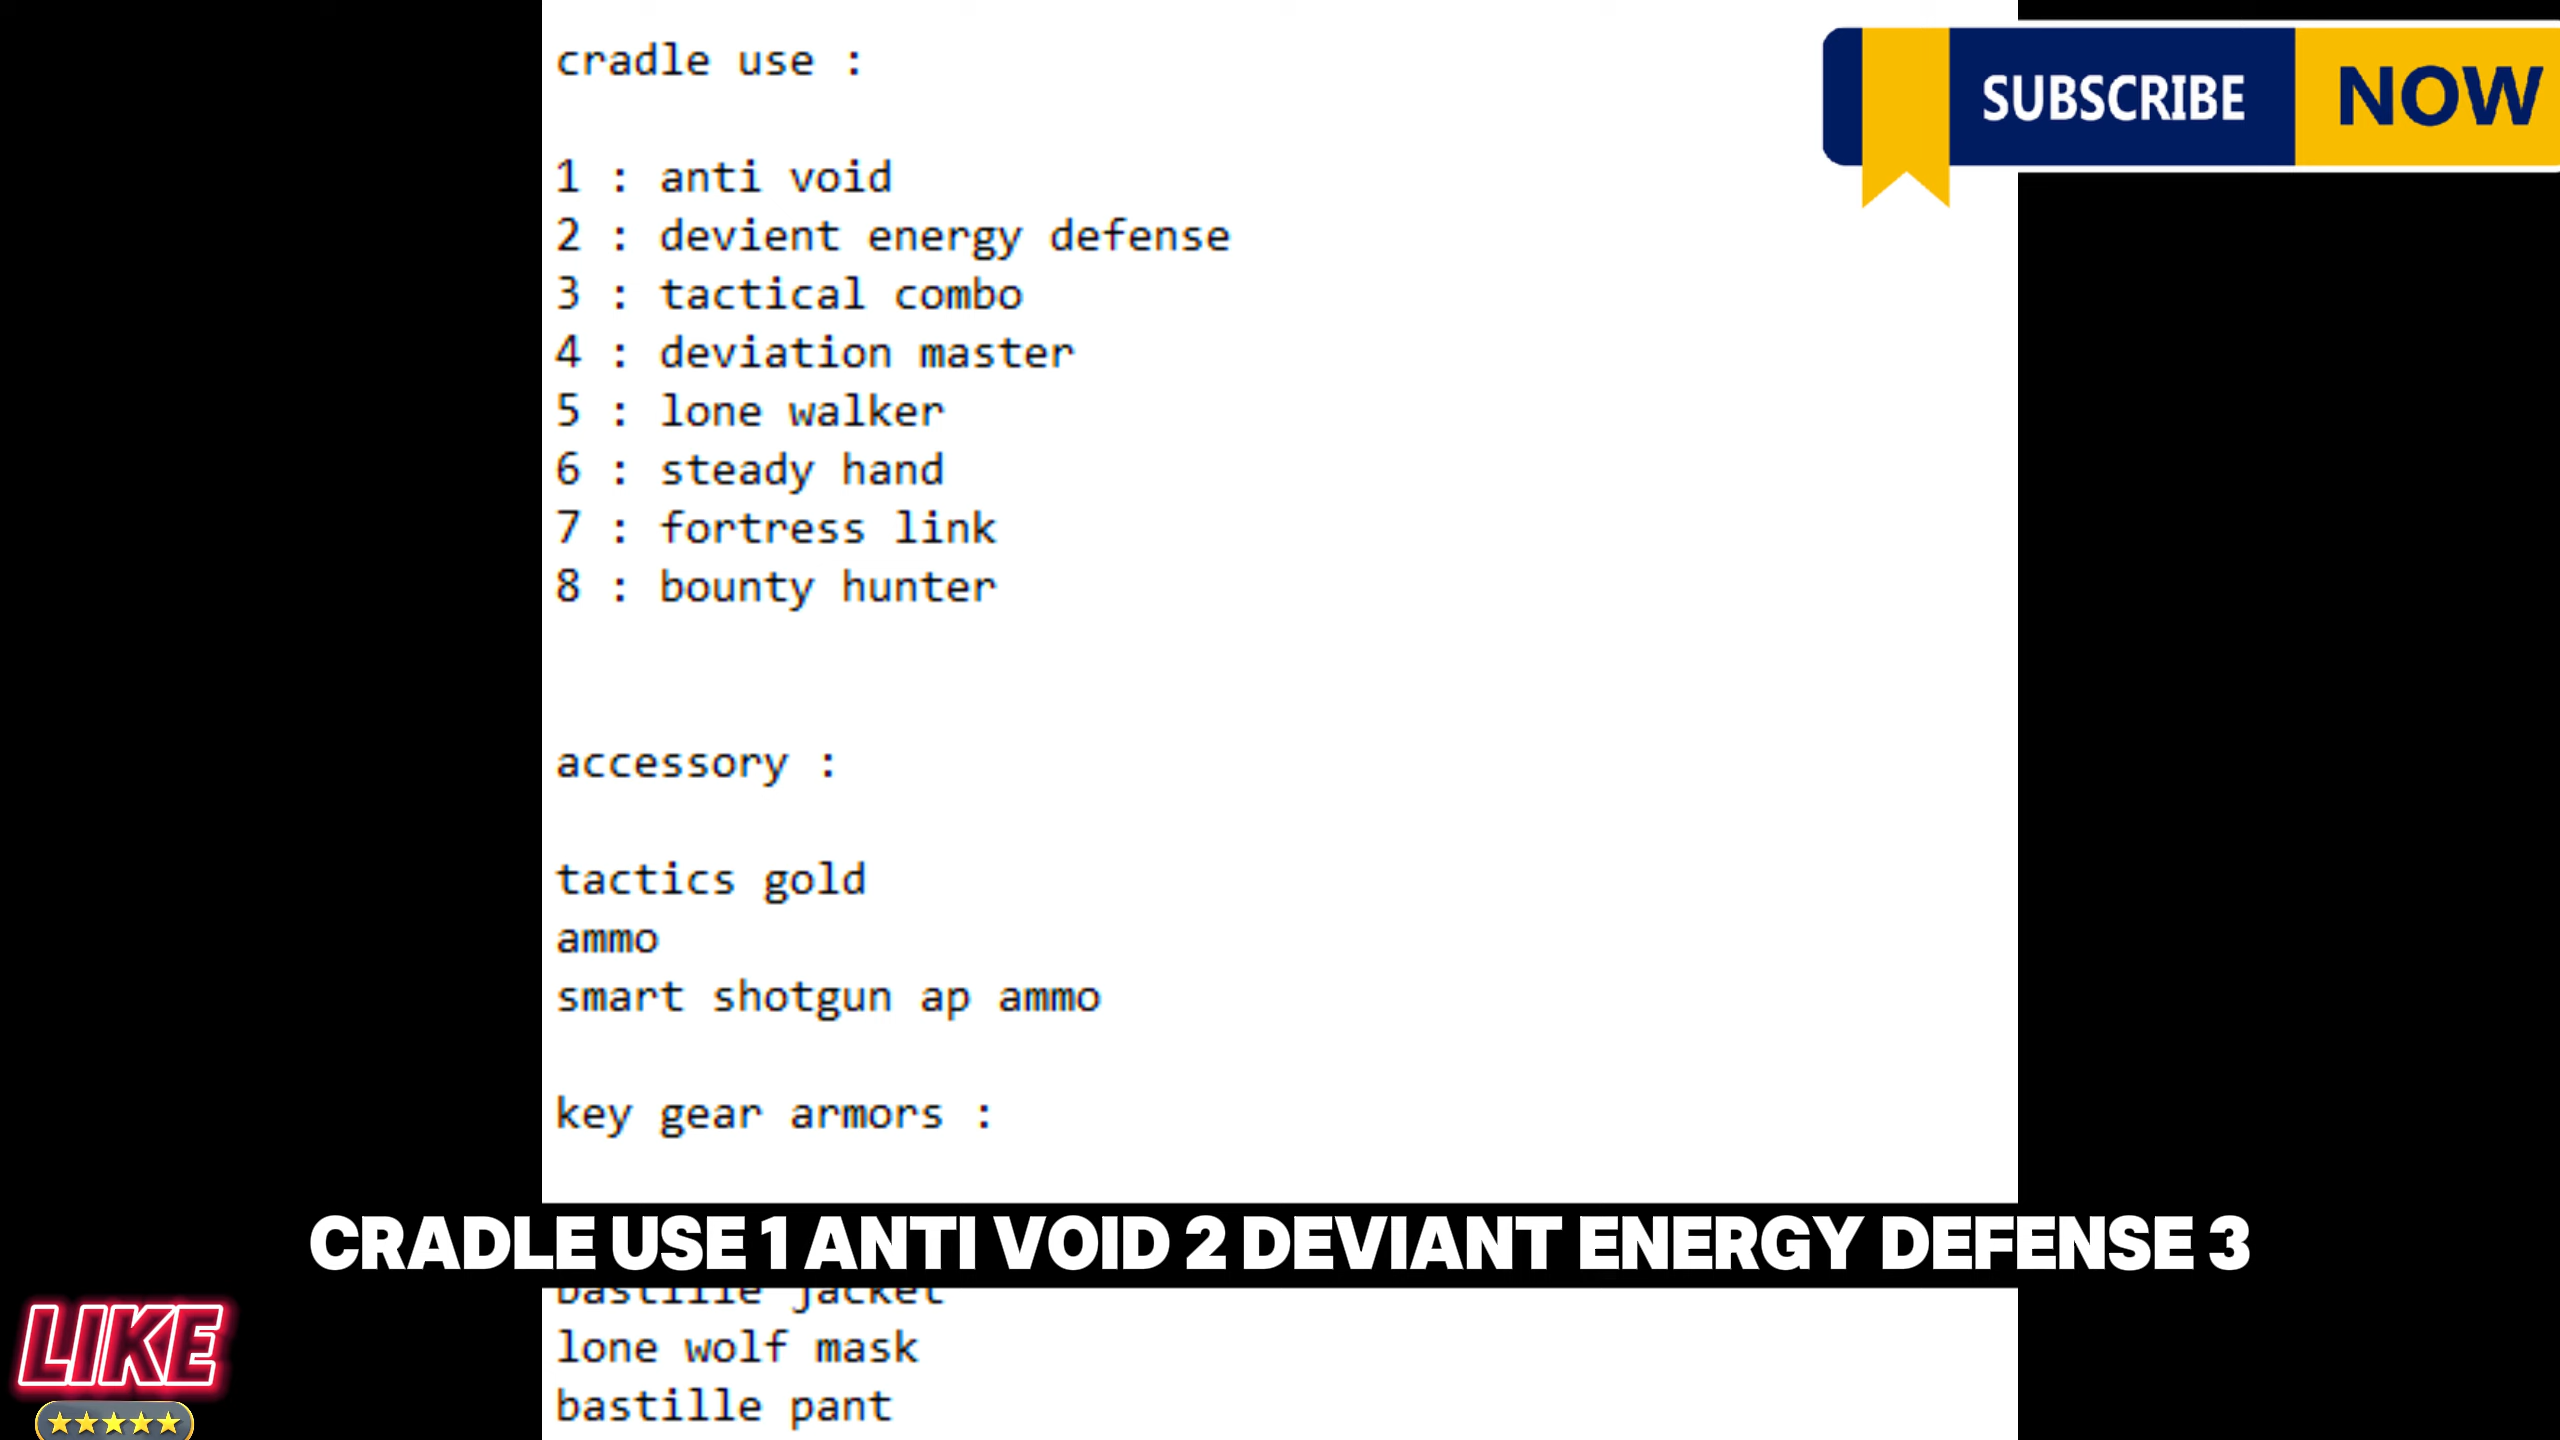 cradle use :
SUBSCRIBE NOW
1 : anti void
2 : devient energy defense
3 : tactical combo
4 : deviation master
5 : lone walker
6 : steady hand
7 : fortress link
8 : bounty hunter
accessory :
tactics gold
ammo
smart shotgun ap ammo
key gear armors :
CRADLE USE 1 ANTI VOID 2 DEVIANT ENERGY DEFENSE 3
bastille jacket
LIKE
lone wolf mask
bastille pant